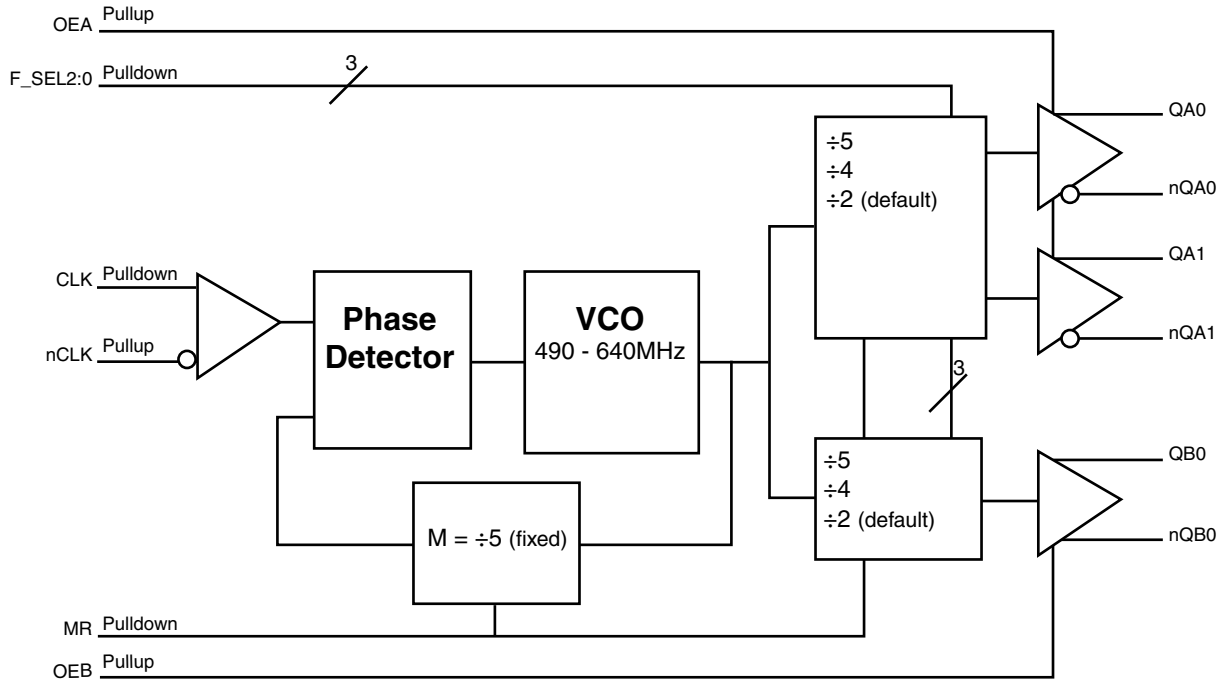 OEA Pullup
F_SEL2:0 Pulldown
3
÷5
÷4
÷2 (default)
QA0
nQA0
QA1
nQA1
CLK Pulldown
nCLK Pullup
Phase
Detector
VCO
490 - 640MHz
3
÷5
÷4
÷2 (default)
QB0
nQB0
M = ÷5 (fixed)
MR Pulldown
OEB Pullup